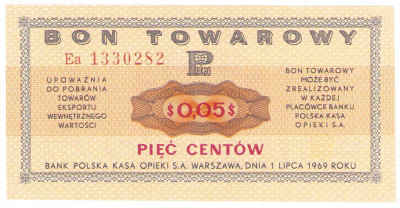 BON TOWAROWY
Ea 1330282
UPOWAŻNIA
DO POBRANIA
TOWARÓW
EKSPORTU
WEWNĘTRZNEGO
WARTOŚCI
$ 0,05 $
BON TOWAROWY
MOŻE BYĆ
ZREALIZOWANY
W KAŻDEJ
PLACÓWCE BANKU
POLSKA KASA
OPIEKI S.A.
PIĘĆ CENTÓW
BANK POLSKA KASA OPIEKI S.A. WARSZAWA, DNIA 1 LIPCA 1969 ROKU